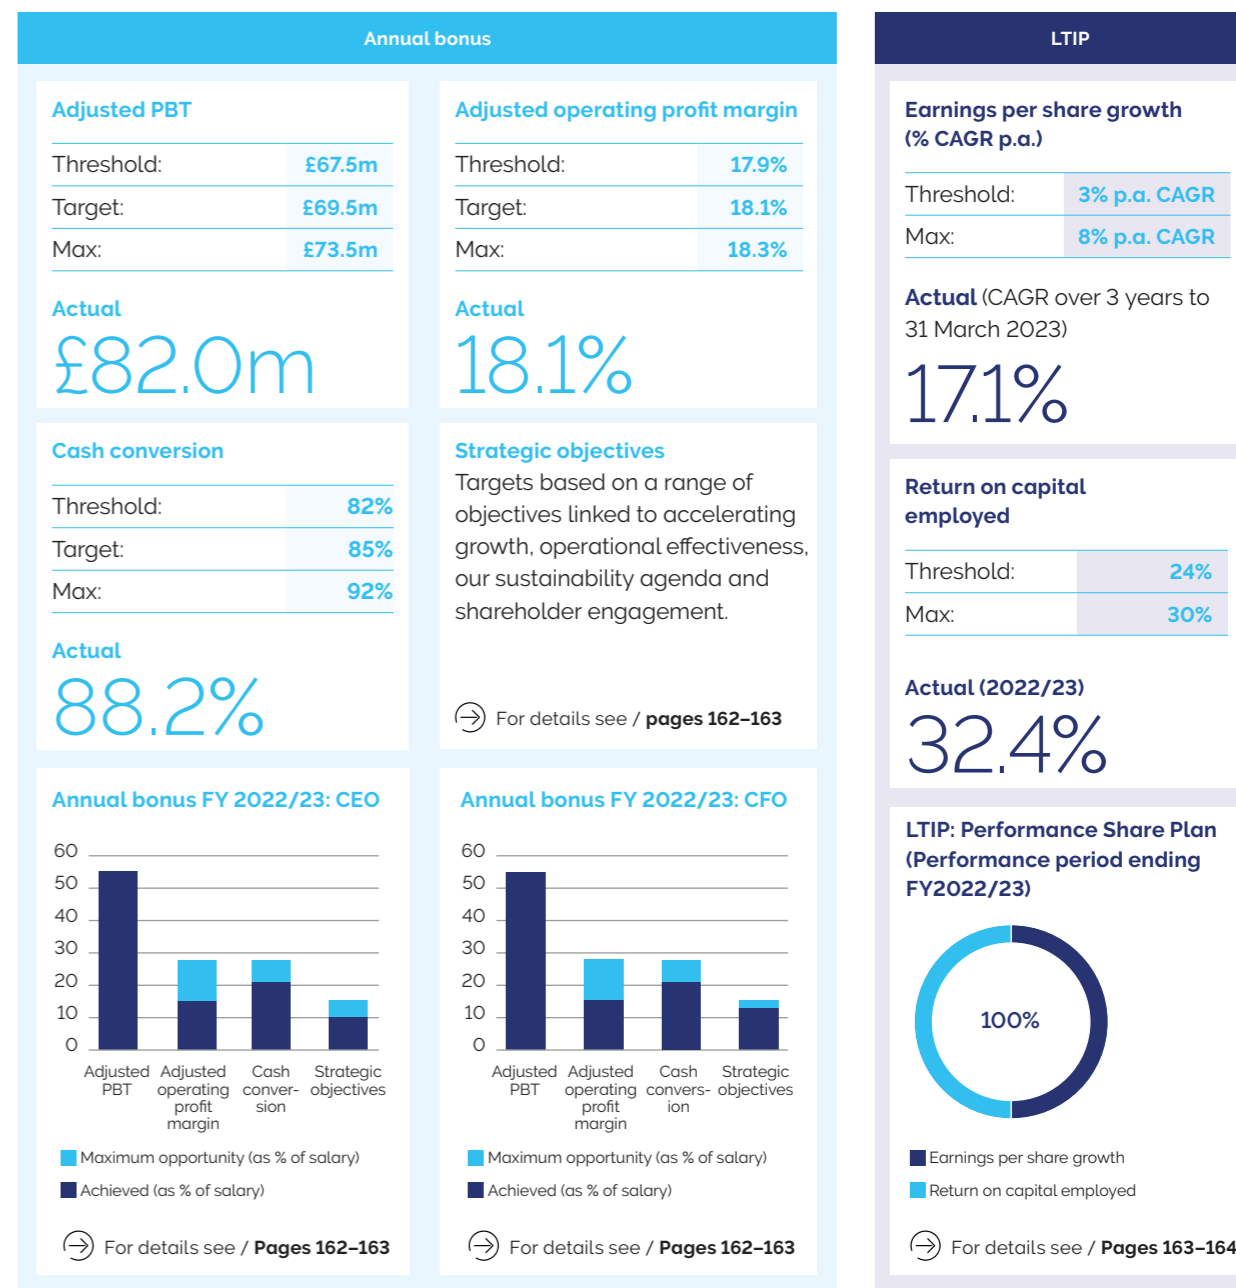 Annual bonus
Adjusted PBT
Threshold: £67.5m
Target: £69.5m
Max: £73.5m
Actual
£82.0m
Adjusted operating profit margin
Threshold: 17.9%
Target: 18.1%
Max: 18.3%
Actual
18.1%
Cash conversion
Threshold: 82%
Target: 85%
Max: 92%
Actual
88.2%
Strategic objectives
Targets based on a range of
objectives linked to accelerating
growth, operational effectiveness,
our sustainability agenda and
shareholder engagement.
For details see / pages 162–163
Annual bonus FY 2022/23: CEO
60
50
40
30
20
10
0
Adjusted
PBT
Adjusted
operating
profit
margin
Cash
conver-
sion
Strategic
objectives
Maximum opportunity (as % of salary)
Achieved (as % of salary)
For details see / Pages 162–163
Annual bonus FY 2022/23: CFO
60
50
40
30
20
10
0
Adjusted
PBT
Adjusted
operating
profit
margin
Cash
convers-
ion
Strategic
objectives
Maximum opportunity (as % of salary)
Achieved (as % of salary)
For details see / Pages 162–163
LTIP
Earnings per share growth
(% CAGR p.a.)
Threshold: 3% p.a. CAGR
Max: 8% p.a. CAGR
Actual (CAGR over 3 years to
31 March 2023)
17.1%
Return on capital
employed
Threshold: 24%
Max: 30%
Actual (2022/23)
32.4%
LTIP: Performance Share Plan
(Performance period ending
FY2022/23)
100%
Earnings per share growth
Return on capital employed
For details see / Pages 163–164